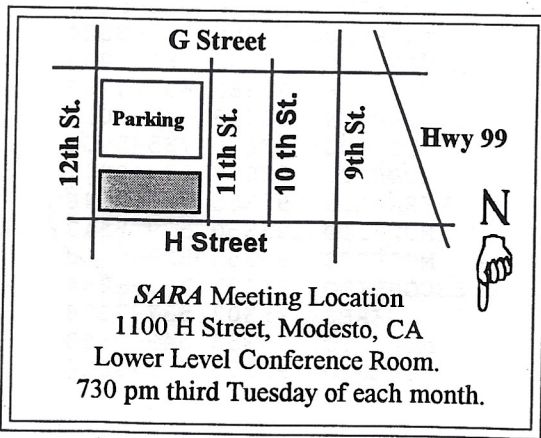 G Street
12th St.
Parking
11th St.
10 th St.
9th St.
Hwy 99
N
H Street
SARA Meeting Location
1100 H Street, Modesto, CA
Lower Level Conference Room.
730 pm third Tuesday of each month.